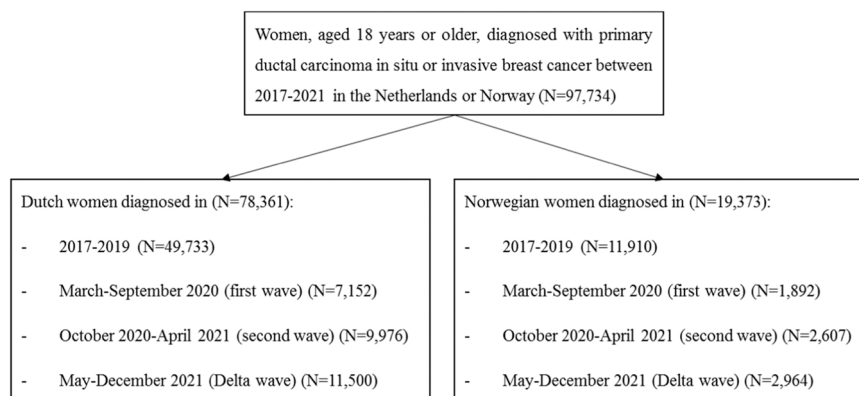 Women, aged 18 years or older, diagnosed with primary
ductal carcinoma in situ or invasive breast cancer between
2017-2021 in the Netherlands or Norway (N=97,734)
Dutch women diagnosed in (N=78,361):
- 2017-2019 (N=49,733)
- March-September 2020 (first wave) (N=7,152)
- October 2020-April 2021 (second wave) (N=9,976)
- May-December 2021 (Delta wave) (N=11,500)
Norwegian women diagnosed in (N=19,373):
- 2017-2019 (N=11,910)
- March-September 2020 (first wave) (N=1,892)
- October 2020-April 2021 (second wave) (N=2,607)
- May-December 2021 (Delta wave) (N=2,964)